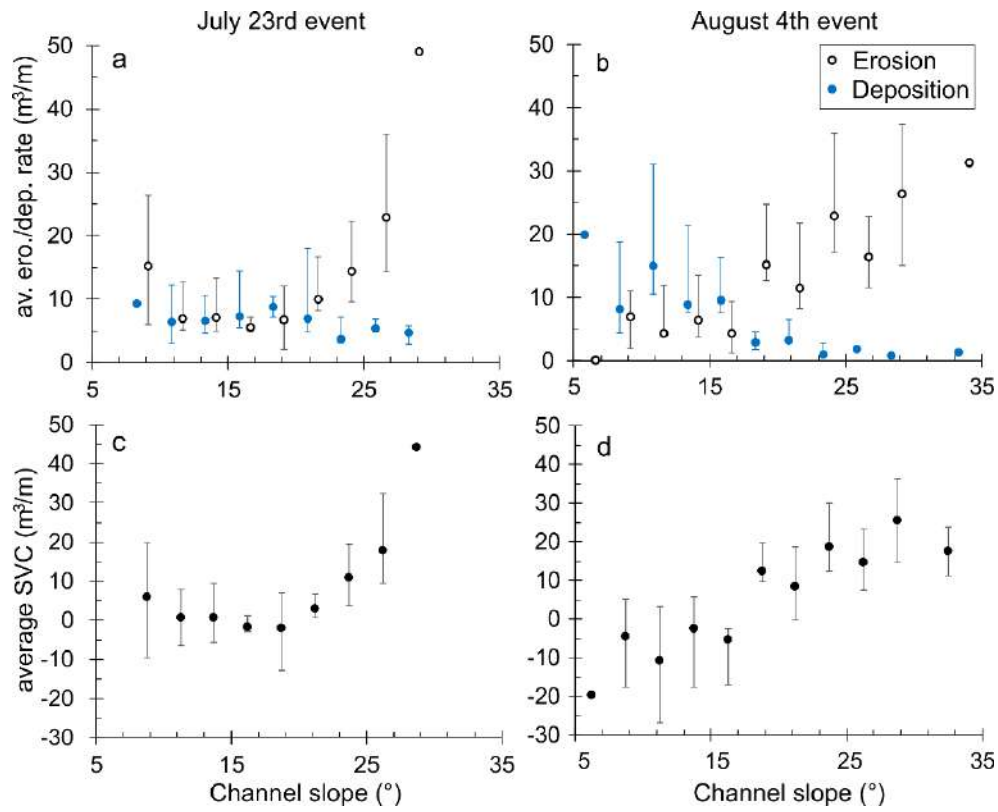 July 23rd event
August 4th event
av. ero./dep. rate (m³/m)
a
50
40
30
20
10
0
5 15 25 35
b
Erosion
Deposition
50
40
30
20
10
0
5 15 25 35
average SVC (m³/m)
c
50
40
30
20
10
0
-10
-20
-30
5 15 25 35
Channel slope (°)
d
50
40
30
20
10
0
-10
-20
-30
5 15 25 35
Channel slope (°)